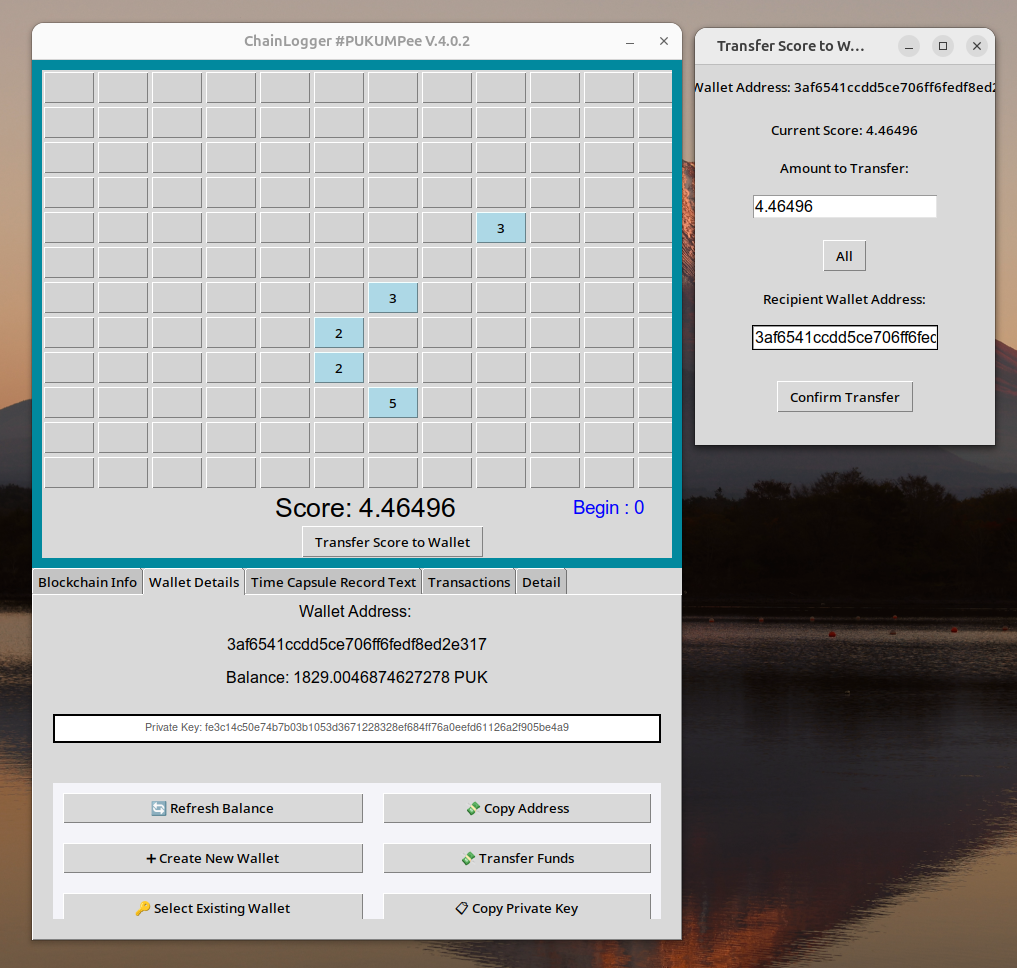 ChainLogger #PUKUMPee V.4.0.2
3
3
2
2
5
Score: 4.46496
Begin : 0
Transfer Score to Wallet
Blockchain Info
Wallet Details
Time Capsule Record Text
Transactions
Detail
Wallet Address:
3af6541ccdd5ce706ff6fedf8ed2e317
Balance: 1829.0046874627278 PUK
Private Key: fe3c14c50e74b7b03b1053d3671228328ef684ff76a0eefd61126a2f905be4a9
🔄 Refresh Balance
💸 Copy Address
+ Create New Wallet
💸 Transfer Funds
🔑 Select Existing Wallet
📋 Copy Private Key
Transfer Score to W...
Wallet Address: 3af6541ccdd5ce706ff6fedf8ed2
Current Score: 4.46496
Amount to Transfer:
4.46496
All
Recipient Wallet Address:
3af6541ccdd5ce706ff6fed
Confirm Transfer